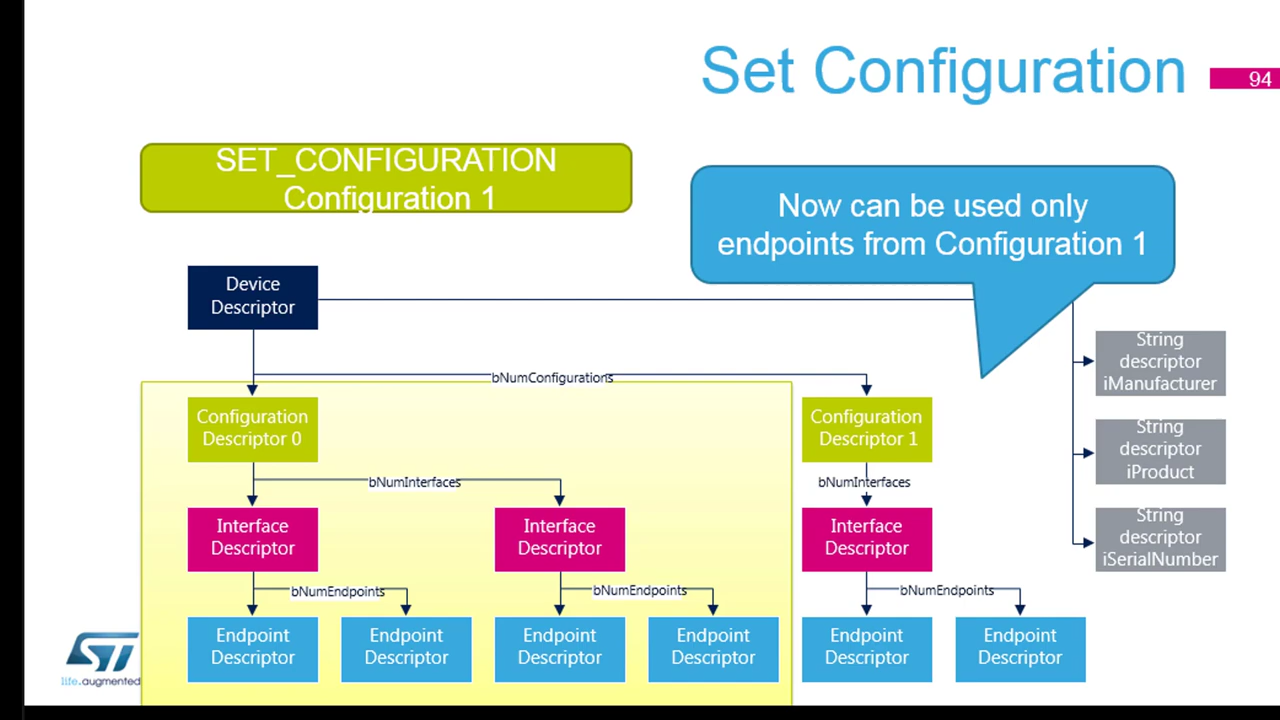 Set Configuration
94
SET_CONFIGURATION
Configuration 1
Now can be used only
endpoints from Configuration 1
Device
Descriptor
bNumConfigurations
String
descriptor
iManufacturer
Configuration
Descriptor 0
Configuration
Descriptor 1
String
descriptor
iProduct
bNumInterfaces
bNumInterfaces
Interface
Descriptor
Interface
Descriptor
Interface
Descriptor
String
descriptor
iSerialNumber
bNumEndpoints
bNumEndpoints
bNumEndpoints
Endpoint
Descriptor
Endpoint
Descriptor
Endpoint
Descriptor
Endpoint
Descriptor
Endpoint
Descriptor
Endpoint
Descriptor
ST
life.augmented